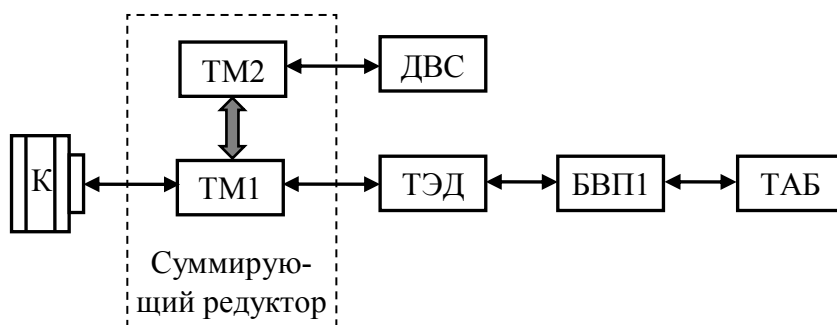 ТМ2
ДВС
К
ТМ1
ТЭД
БВП1
ТАБ
Суммирую-
щий редуктор